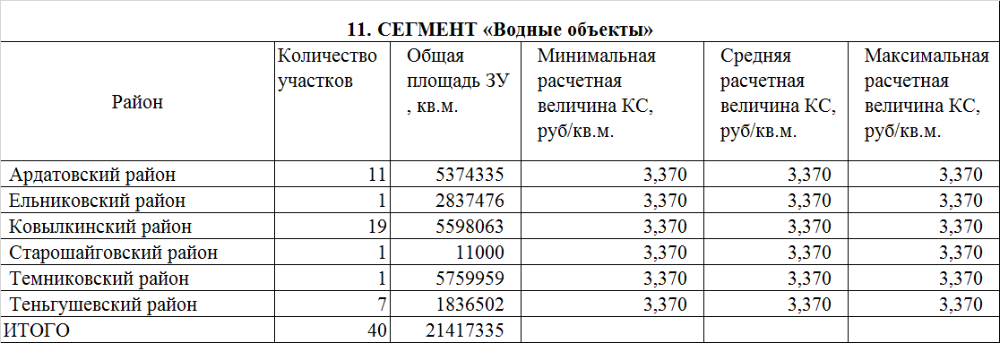 11. СЕГМЕНТ «Водные объекты»
Район Количество участков Общая площадь ЗУ , кв.м. Минимальная расчетная величина КС, руб/кв.м. Средняя расчетная величина КС, руб/кв.м. Максимальная расчетная величина КС, руб/кв.м.
Ардатовский район 11 5374335 3,370 3,370 3,370
Ельниковский район 1 2837476 3,370 3,370 3,370
Ковылкинский район 19 5598063 3,370 3,370 3,370
Старошайговский район 1 11000 3,370 3,370 3,370
Темниковский район 1 5759959 3,370 3,370 3,370
Теньгушевский район 7 1836502 3,370 3,370 3,370
ИТОГО 40 21417335